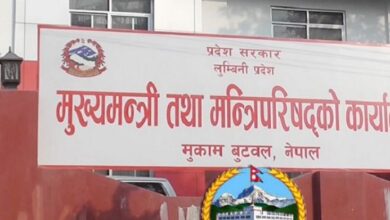 प्रदेश सरकार
लुम्बिनी प्रदेश
मुख्यमन्त्री तथा मन्त्रिपरिषद्को कार्या
मुकाम बुटवल, नेपाल